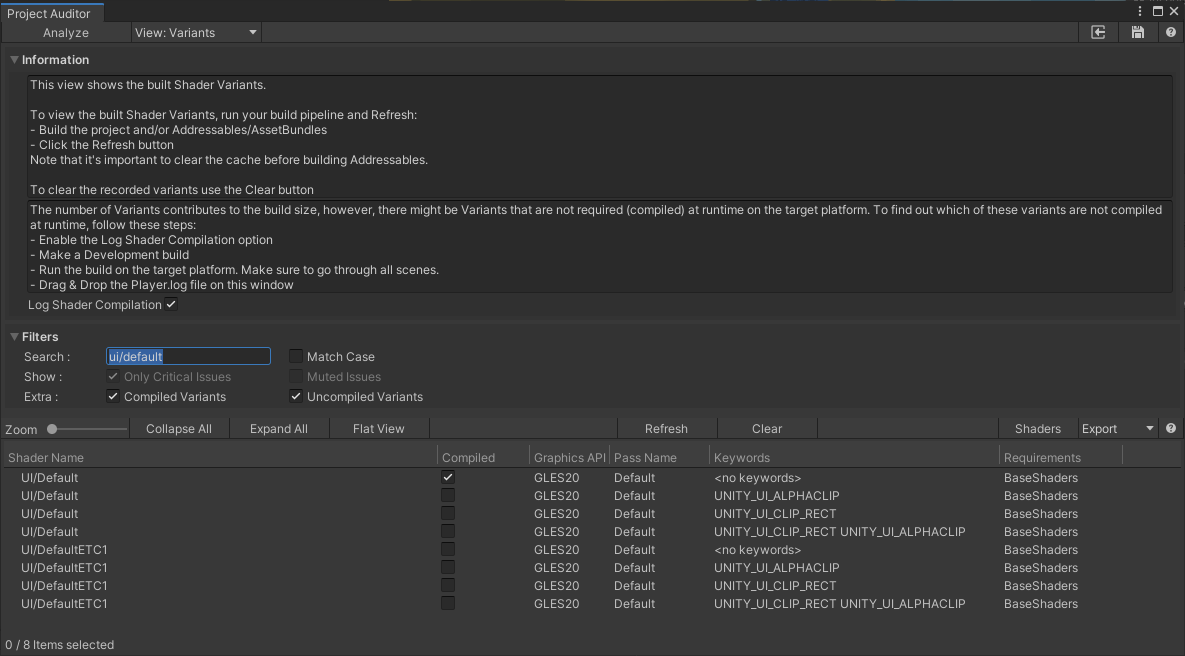 Project Auditor
Analyze View: Variants
Information
This view shows the built Shader Variants.
To view the built Shader Variants, run your build pipeline and Refresh:
- Build the project and/or Addressables/AssetBundles
- Click the Refresh button
Note that it's important to clear the cache before building Addressables.
To clear the recorded variants use the Clear button
The number of Variants contributes to the build size, however, there might be Variants that are not required (compiled) at runtime on the target platform. To find out which of these variants are not compiled
at runtime, follow these steps:
- Enable the Log Shader Compilation option
- Make a Development build
- Run the build on the target platform. Make sure to go through all scenes.
- Drag & Drop the Player.log file on this window
Log Shader Compilation
Filters
Search : ui/default Match Case
Show : Only Critical Issues Muted Issues
Extra : Compiled Variants Uncompiled Variants
Zoom Collapse All Expand All Flat View Refresh Clear Shaders Export
Shader Name Compiled Graphics API Pass Name Keywords Requirements
UI/Default GLES20 Default <no keywords> BaseShaders
UI/Default GLES20 Default UNITY_UI_ALPHACLIP BaseShaders
UI/Default GLES20 Default UNITY_UI_CLIP_RECT BaseShaders
UI/Default GLES20 Default UNITY_UI_CLIP_RECT UNITY_UI_ALPHACLIP BaseShaders
UI/DefaultETC1 GLES20 Default <no keywords> BaseShaders
UI/DefaultETC1 GLES20 Default UNITY_UI_ALPHACLIP BaseShaders
UI/DefaultETC1 GLES20 Default UNITY_UI_CLIP_RECT BaseShaders
UI/DefaultETC1 GLES20 Default UNITY_UI_CLIP_RECT UNITY_UI_ALPHACLIP BaseShaders
0 / 8 Items selected